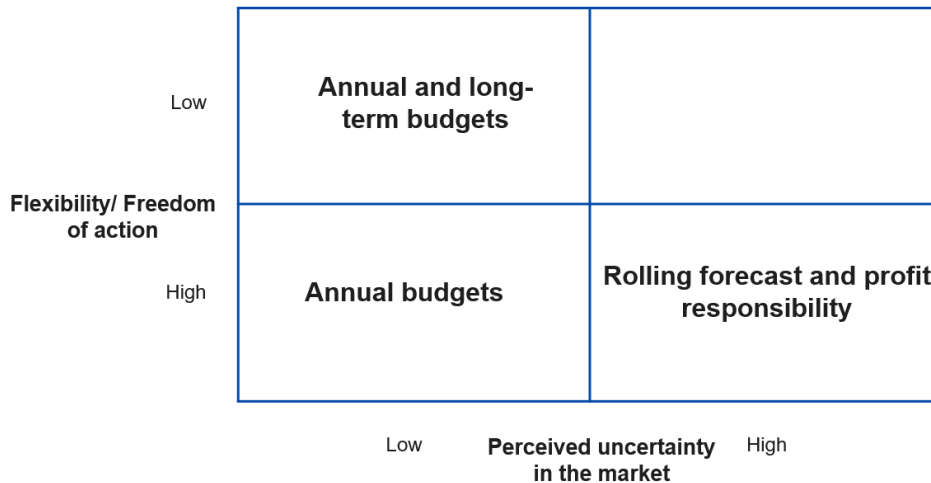 Annual and long-
term budgets
Low
Flexibility/ Freedom
of action
High
Annual budgets
Rolling forecast and profit
responsibility
Low
Perceived uncertainty
in the market
High